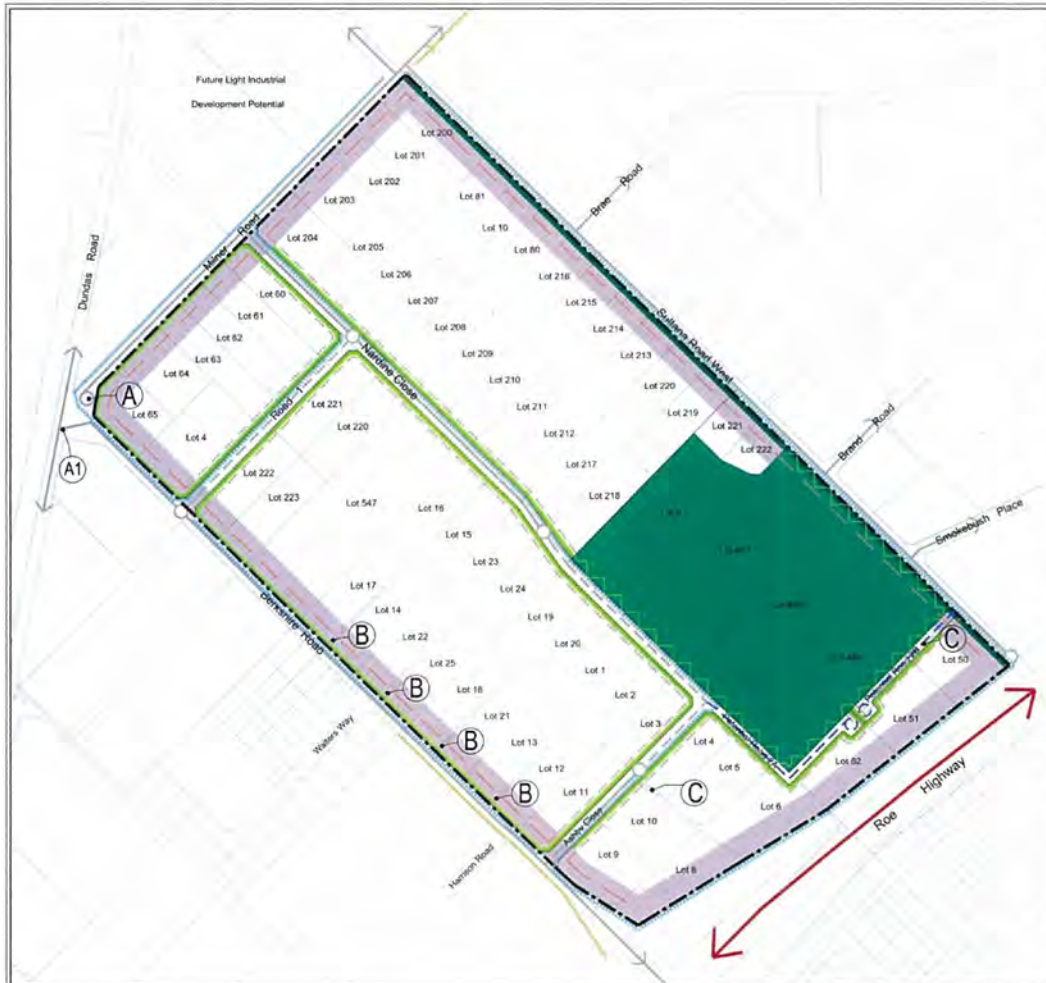 Future Light Industrial
Development Potential
Dundas Road
Milner Road
Lot 200
Lot 201
Lot 202
Lot 203
Lot 204
Lot 81
Lot 10
Lot 80
Lot 216
Lot 215
Lot 214
Lot 213
Lot 220
Lot 219
Lot 221
Lot 222
Brae Road
Sultana Road West
Brand Road
Smokebush Place
Lot 205
Lot 206
Lot 207
Lot 208
Lot 209
Lot 210
Lot 211
Lot 212
Lot 217
Lot 218
Lot 60
Lot 61
Lot 62
Lot 63
Lot 64
Lot 65
Lot 4
A
A1
Road 1
Nardine Close
Lot 221
Lot 220
Lot 222
Lot 223
Lot 547
Lot 16
Lot 15
Lot 23
Lot 24
Lot 19
Lot 20
Lot 1
Lot 2
Lot 3
Lot 17
Lot 14
Lot 22
Lot 25
Lot 18
Lot 21
Lot 13
Lot 12
Lot 11
Berkshire Road
B
B
B
B
Walters Way
Harrison Road
Ashby Close
Lot 4
Lot 5
Lot 6
C
Lot 10
Lot 9
Lot 8
C
Lot 50
Lot 51
Lot 52
Roe Highway